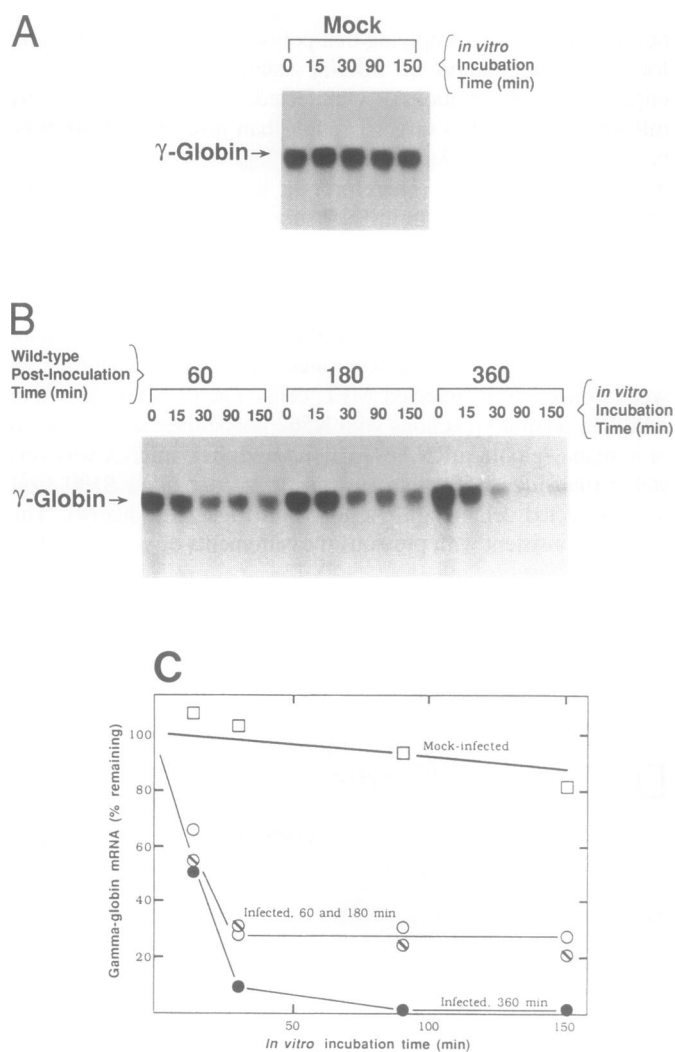 A
Mock
0 15 30 90 150
in vitro
Incubation
Time (min)
γ-Globin→
B
Wild-type
Post-Inoculation
Time (min)
60 180 360
0 15 30 90 150 0 15 30 90 150 0 15 30 90 150
in vitro
Incubation
Time (min)
γ-Globin→
C
Gamma-globin mRNA (% remaining)
100
80
60
40
20
Mock-infected
Infected, 60 and 180 min
Infected, 360 min
50 100 150
In vitro incubation time (min)